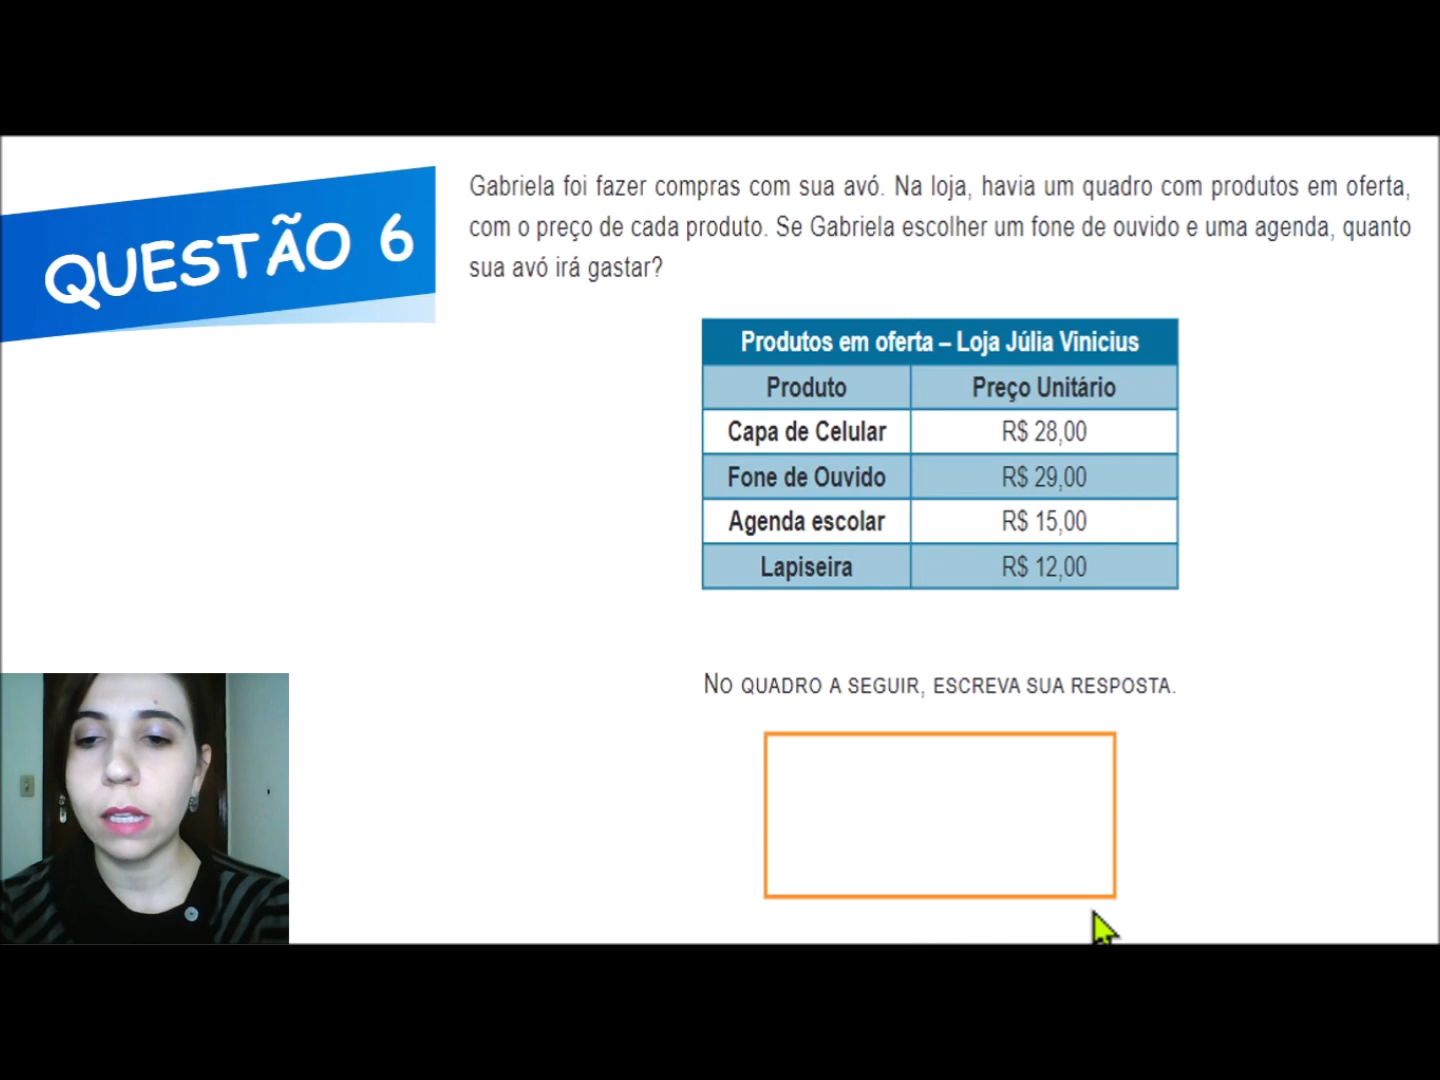 QUESTÃO 6
Gabriela foi fazer compras com sua avó. Na loja, havia um quadro com produtos em oferta,
com o preço de cada produto. Se Gabriela escolher um fone de ouvido e uma agenda, quanto
sua avó irá gastar?
Produtos em oferta – Loja Júlia Vinicius
Produto Preço Unitário
Capa de Celular R$ 28,00
Fone de Ouvido R$ 29,00
Agenda escolar R$ 15,00
Lapiseira R$ 12,00
NO QUADRO A SEGUIR, ESCREVA SUA RESPOSTA.